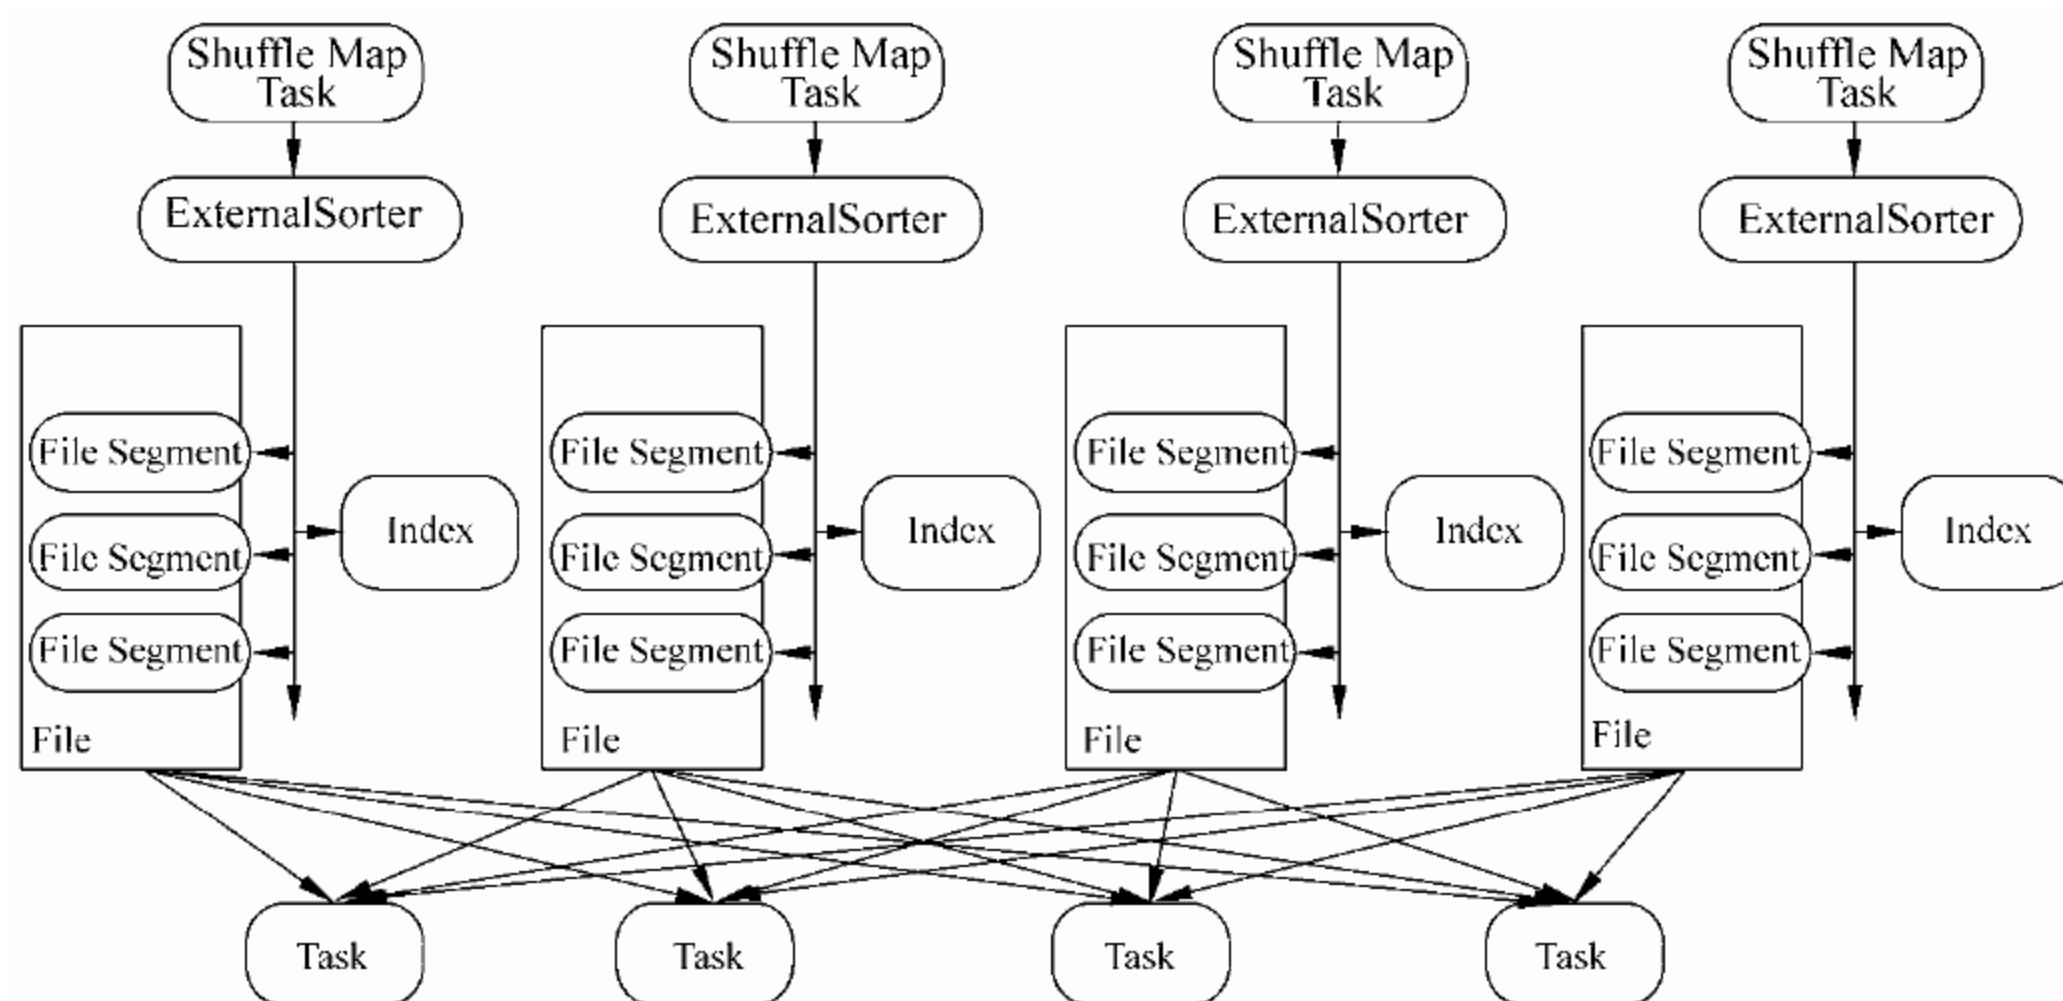 Shuffle Map
Task
Shuffle Map
Task
Shuffle Map
Task
Shuffle Map
Task
ExternalSorter
ExternalSorter
ExternalSorter
ExternalSorter
File Segment
File Segment
File Segment
File Segment
Index
Index
Index
Index
File Segment
File Segment
File Segment
File Segment
File Segment
File Segment
File Segment
File Segment
File
File
File
File
Task
Task
Task
Task